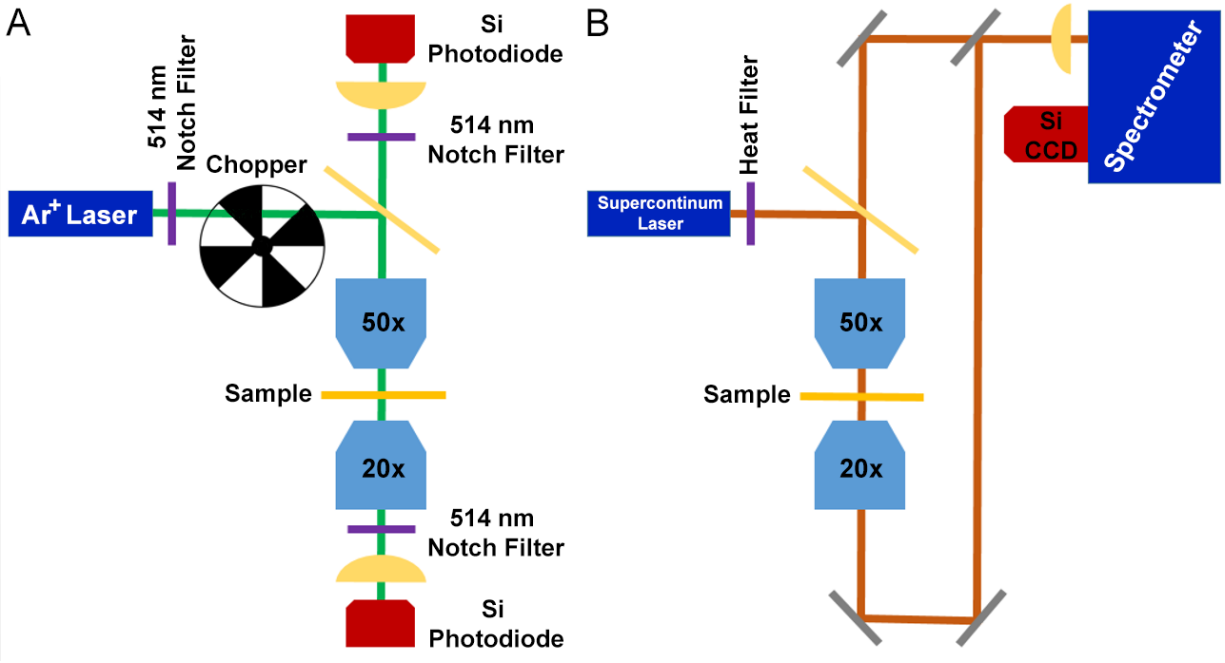 A
Si
Photodiode
514 nm
Notch Filter
514 nm
Notch Filter
Chopper
Ar+ Laser
50x
Sample
20x
514 nm
Notch Filter
Si
Photodiode
B
Spectrometer
Si
CCD
Heat Filter
Supercontinum
Laser
50x
Sample
20x